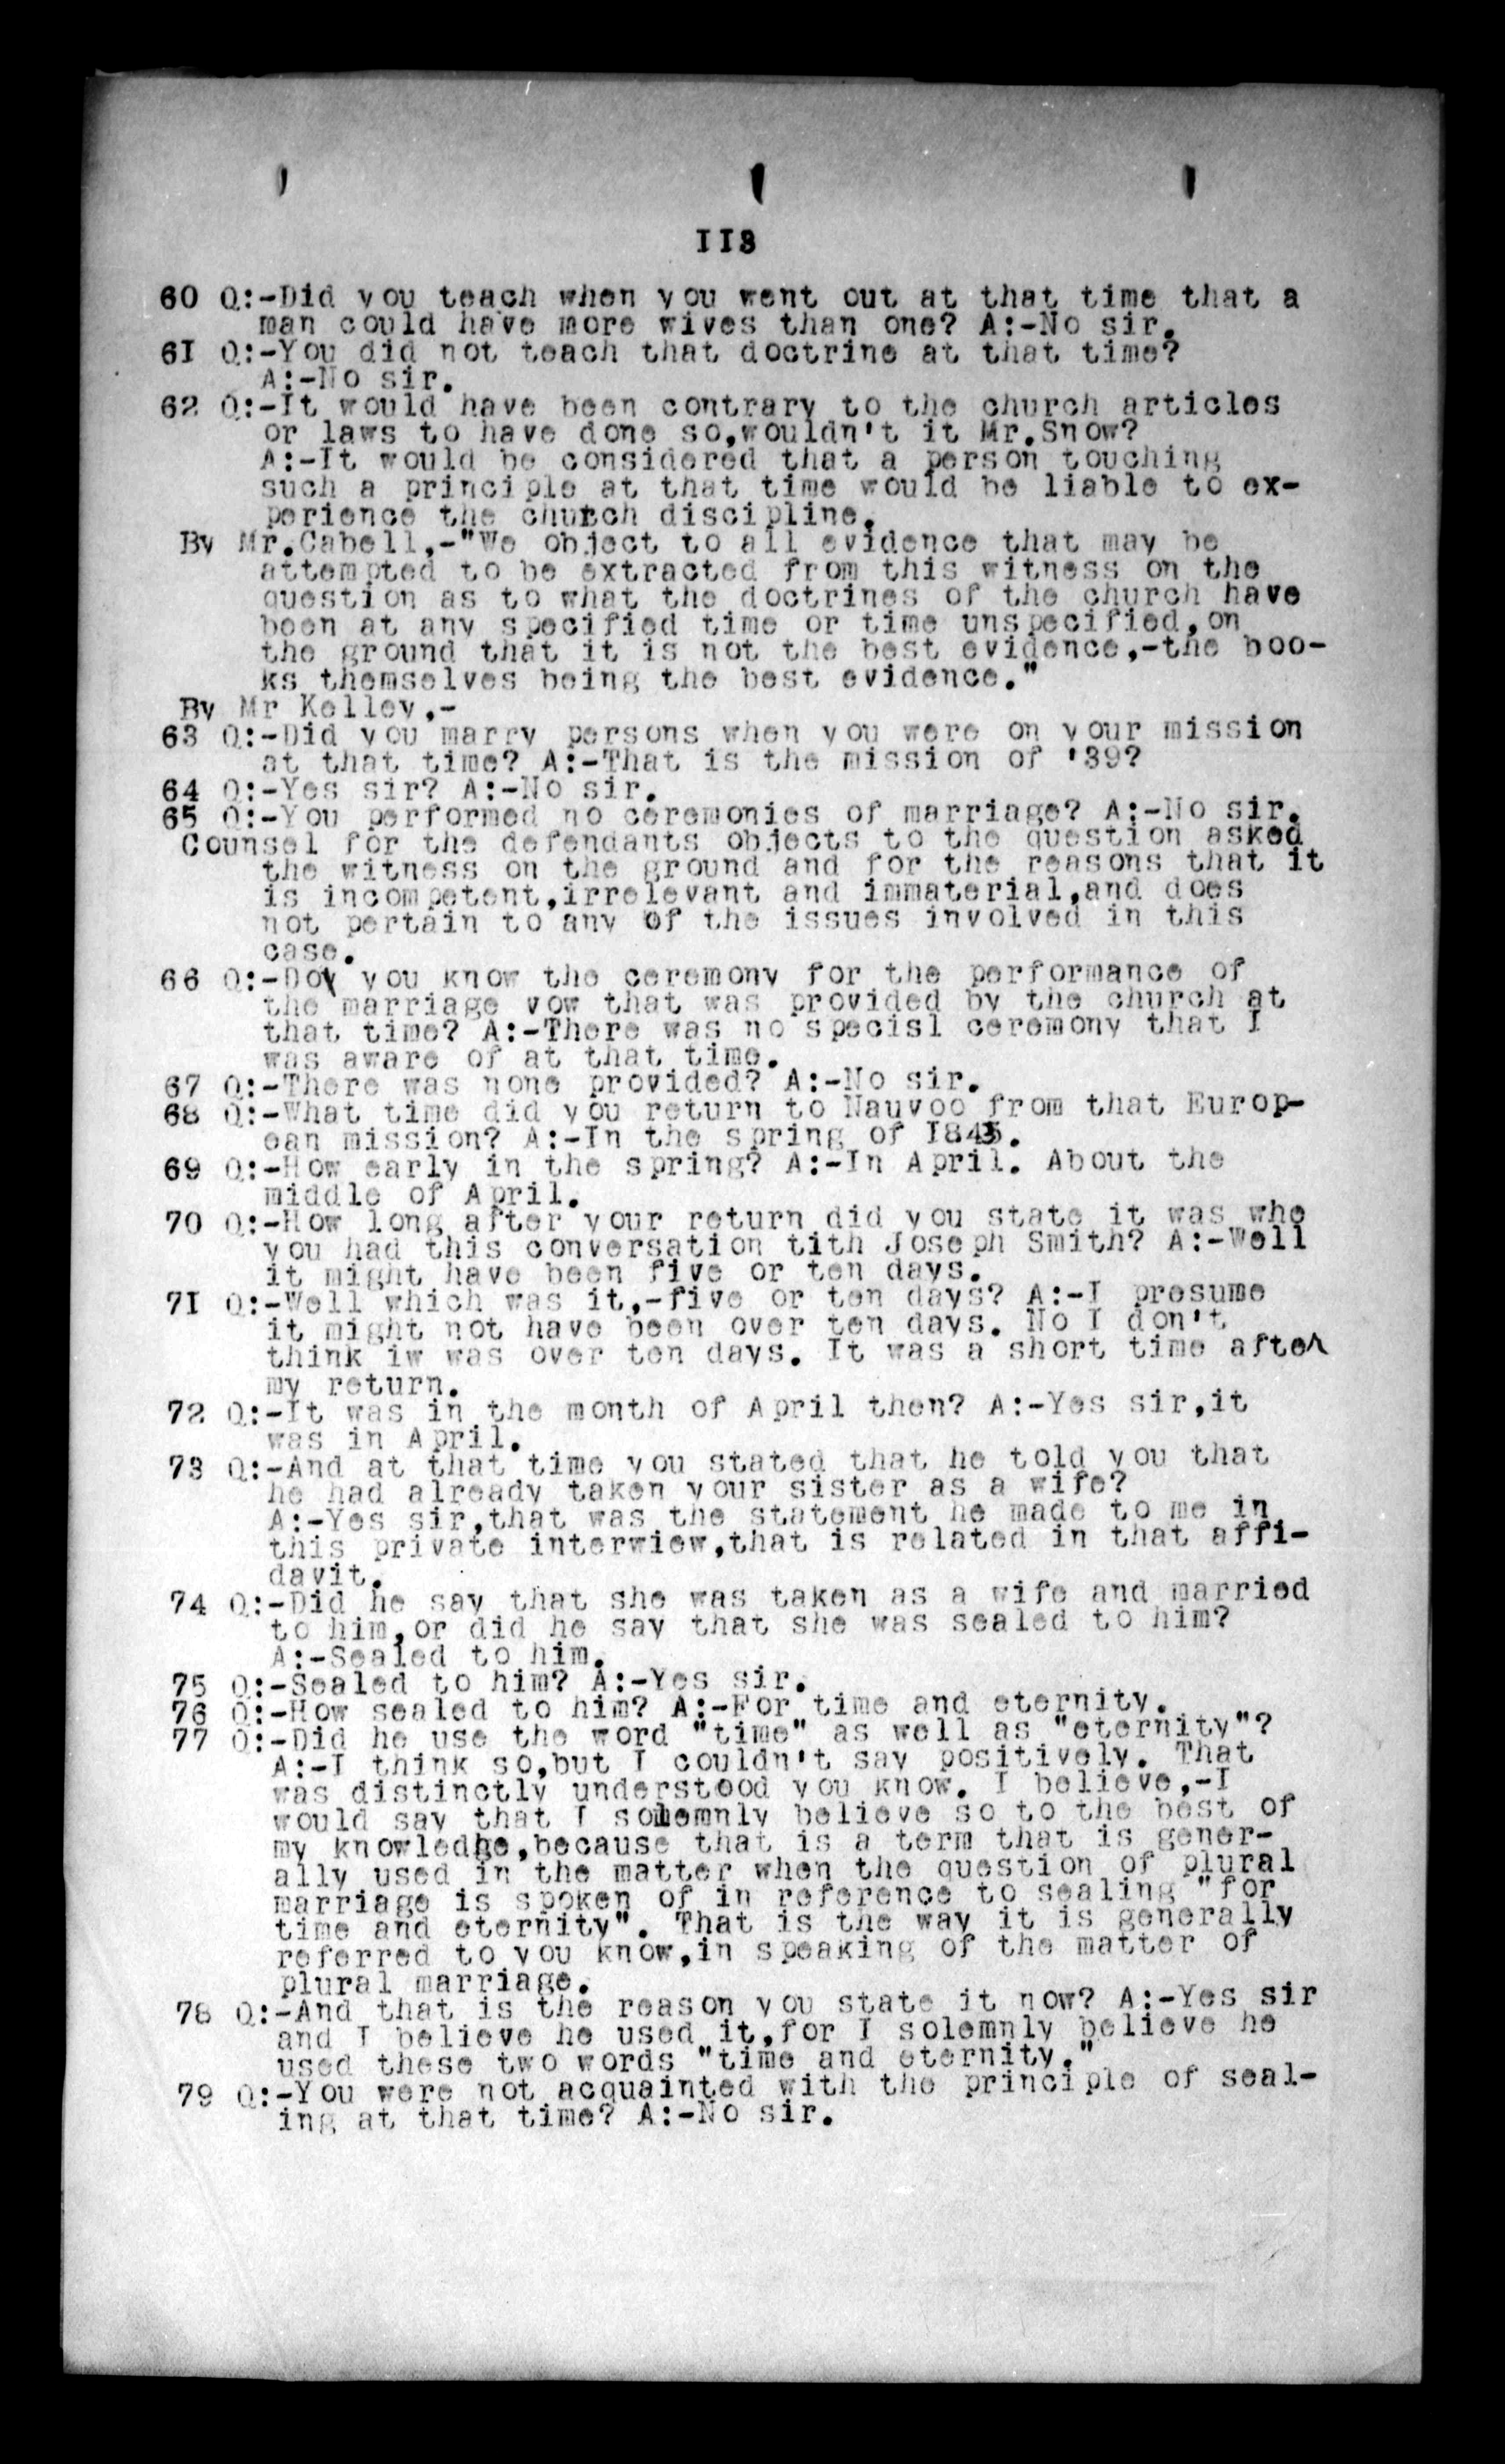 II3
60 Q:-Did you teach when you went out at that time that a
man could have more wives than one? A:-No sir.
6I Q:-You did not teach that doctrine at that time?
A:-No sir.
62 Q:-It would have been contrary to the church articles
or laws to have done so,wouldn't it Mr.Snow?
A:-It would be considered that a person touching
such a principle at that time would be liable to ex-
perience the church discipline.
By Mr.Cabell,-"We object to all evidence that may be
attempted to be extracted from this witness on the
question as to what the doctrines of the church have
been at any specified time or time unspecified,on
the ground that it is not the best evidence,-the boo-
ks themselves being the best evidence."
By Mr Kelley,-
63 Q:-Did you marry persons when you were on your mission
at that time? A:-That is the mission of '39?
64 Q:-Yes sir? A:-No sir.
65 Q:-You performed no ceremonies of marriage? A:-No sir.
Counsel for the defendants objects to the question asked
the witness on the ground and for the reasons that it
is incompetent,irrelevant and immaterial,and does
not pertain to any of the issues involved in this
case.
66 Q:-Do you know the ceremony for the performance of
the marriage vow that was provided by the church at
that time? A:-There was no specisl ceremony that I
was aware of at that time.
67 Q:-There was none provided? A:-No sir.
68 Q:-What time did you return to Nauvoo from that Europ-
ean mission? A:-In the spring of I843.
69 Q:-How early in the spring? A:-In April. About the
middle of April.
70 Q:-How long after your return did you state it was whe
you had this conversation tith Joseph Smith? A:-Well
it might have been five or ten days.
7I Q:-Well which was it,-five or ten days? A:-I presume
it might not have been over ten days. No I don't
think iw was over ten days. It was a short time after
my return.
72 Q:-It was in the month of April then? A:-Yes sir,it
was in April.
73 Q:-And at that time you stated that he told you that
he had already taken your sister as a wife?
A:-Yes sir,that was the statement he made to me in
this private interwiew,that is related in that affi-
davit.
74 Q:-Did he say that she was taken as a wife and married
to him,or did he say that she was sealed to him?
A:-Sealed to him.
75 Q:-Sealed to him? A:-Yes sir.
76 Q:-How sealed to him? A:-For time and eternity.
77 Q:-Did he use the word "time" as well as "eternity"?
A:-I think so,but I couldn't say positively. That
was distinctly understood you know. I believe,-I
would say that I solemnly believe so to the best of
my knowledhe,because that is a term that is gener-
ally used in the matter when the question of plural
marriage is spoken of in reference to sealing "for
time and eternity". That is the way it is generally
referred to you know,in speaking of the matter of
plural marriage.
78 Q:-And that is the reason you state it now? A:-Yes sir
and I believe he used it,for I solemnly believe he
used these two words "time and eternity."
79 Q:-You were not acquainted with the principle of seal-
ing at that time? A:-No sir.